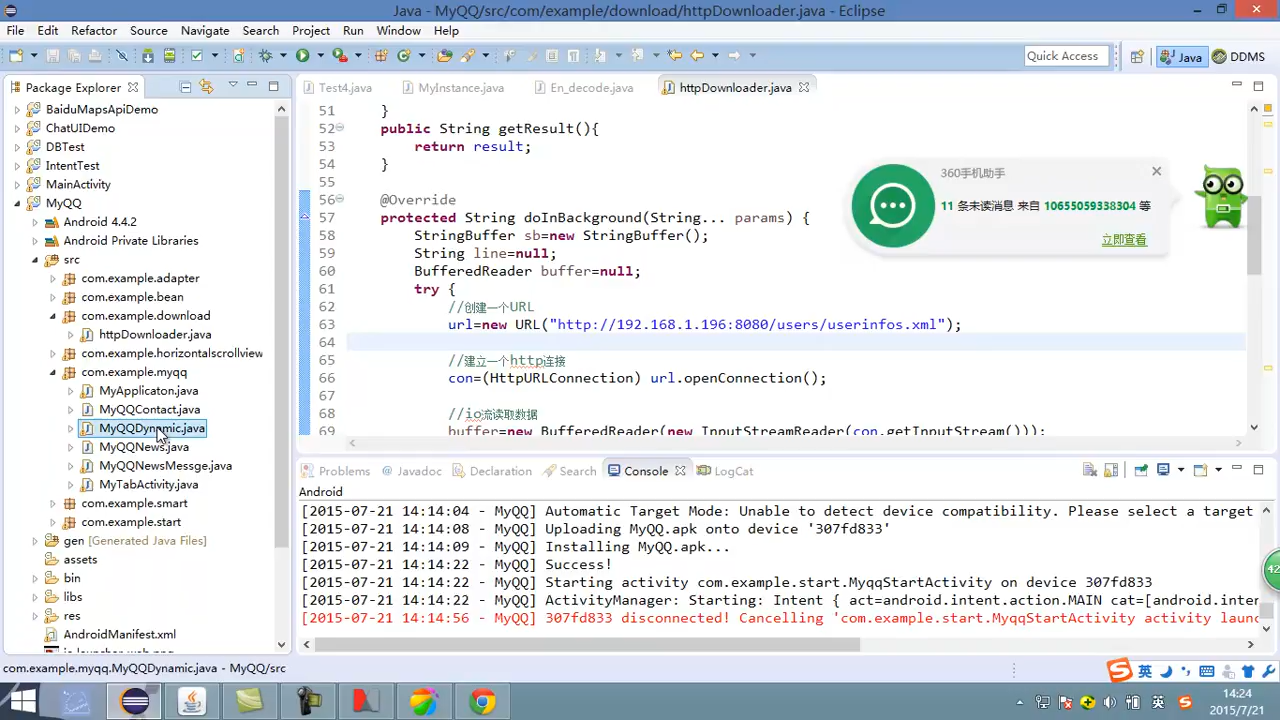 Java - MyQQ/src/com/example/download/httpDownloader.java - Eclipse
File Edit Refactor Source Navigate Search Project Run Window Help
Quick Access
Java
DDMS
Package Explorer
BaiduMapsApiDemo
ChatUIDemo
DBTest
IntentTest
MainActivity
MyQQ
Android 4.4.2
Android Private Libraries
src
com.example.adapter
com.example.bean
com.example.download
httpDownloader.java
com.example.horizontalscrollview
com.example.myqq
MyApplicaton.java
MyQQContact.java
MyQQDynamic.java
MyQQNews.java
MyQQNewsMessge.java
MyTabActivity.java
com.example.smart
com.example.start
gen [Generated Java Files]
assets
bin
libs
res
AndroidManifest.xml
ic_launcher-web.png
Test4.java MyInstance.java En_decode.java httpDownloader.java
51 }
52 public String getResult(){
53 return result;
54 }
55
56 @Override
57 protected String doInBackground(String... params) {
58 StringBuffer sb=new StringBuffer();
59 String line=null;
60 BufferedReader buffer=null;
61 try {
62 //创建一个URL
63 url=new URL("http://192.168.1.196:8080/users/userinfos.xml");
64
65 //建立一个http连接
66 con=(HttpURLConnection) url.openConnection();
67
68 //io流读取数据
69 buffer=new BufferedReader(new InputStreamReader(con.getInputStream()));
360手机助手
11 条未读消息 来自 10655059338304 等
立即查看
Problems Javadoc Declaration Search Console LogCat
Android
[2015-07-21 14:14:04 - MyQQ] Automatic Target Mode: Unable to detect device compatibility. Please select a target
[2015-07-21 14:14:08 - MyQQ] Uploading MyQQ.apk onto device '307fd833'
[2015-07-21 14:14:09 - MyQQ] Installing MyQQ.apk...
[2015-07-21 14:14:22 - MyQQ] Success!
[2015-07-21 14:14:22 - MyQQ] Starting activity com.example.start.MyqqStartActivity on device 307fd833
[2015-07-21 14:14:22 - MyQQ] ActivityManager: Starting: Intent { act=android.intent.action.MAIN cat=[android.inter
[2015-07-21 14:14:56 - MyQQ] 307fd833 disconnected! Cancelling 'com.example.start.MyqqStartActivity activity launc
42
com.example.myqq.MyQQDynamic.java - MyQQ/src
英
英
14:24
2015/7/21